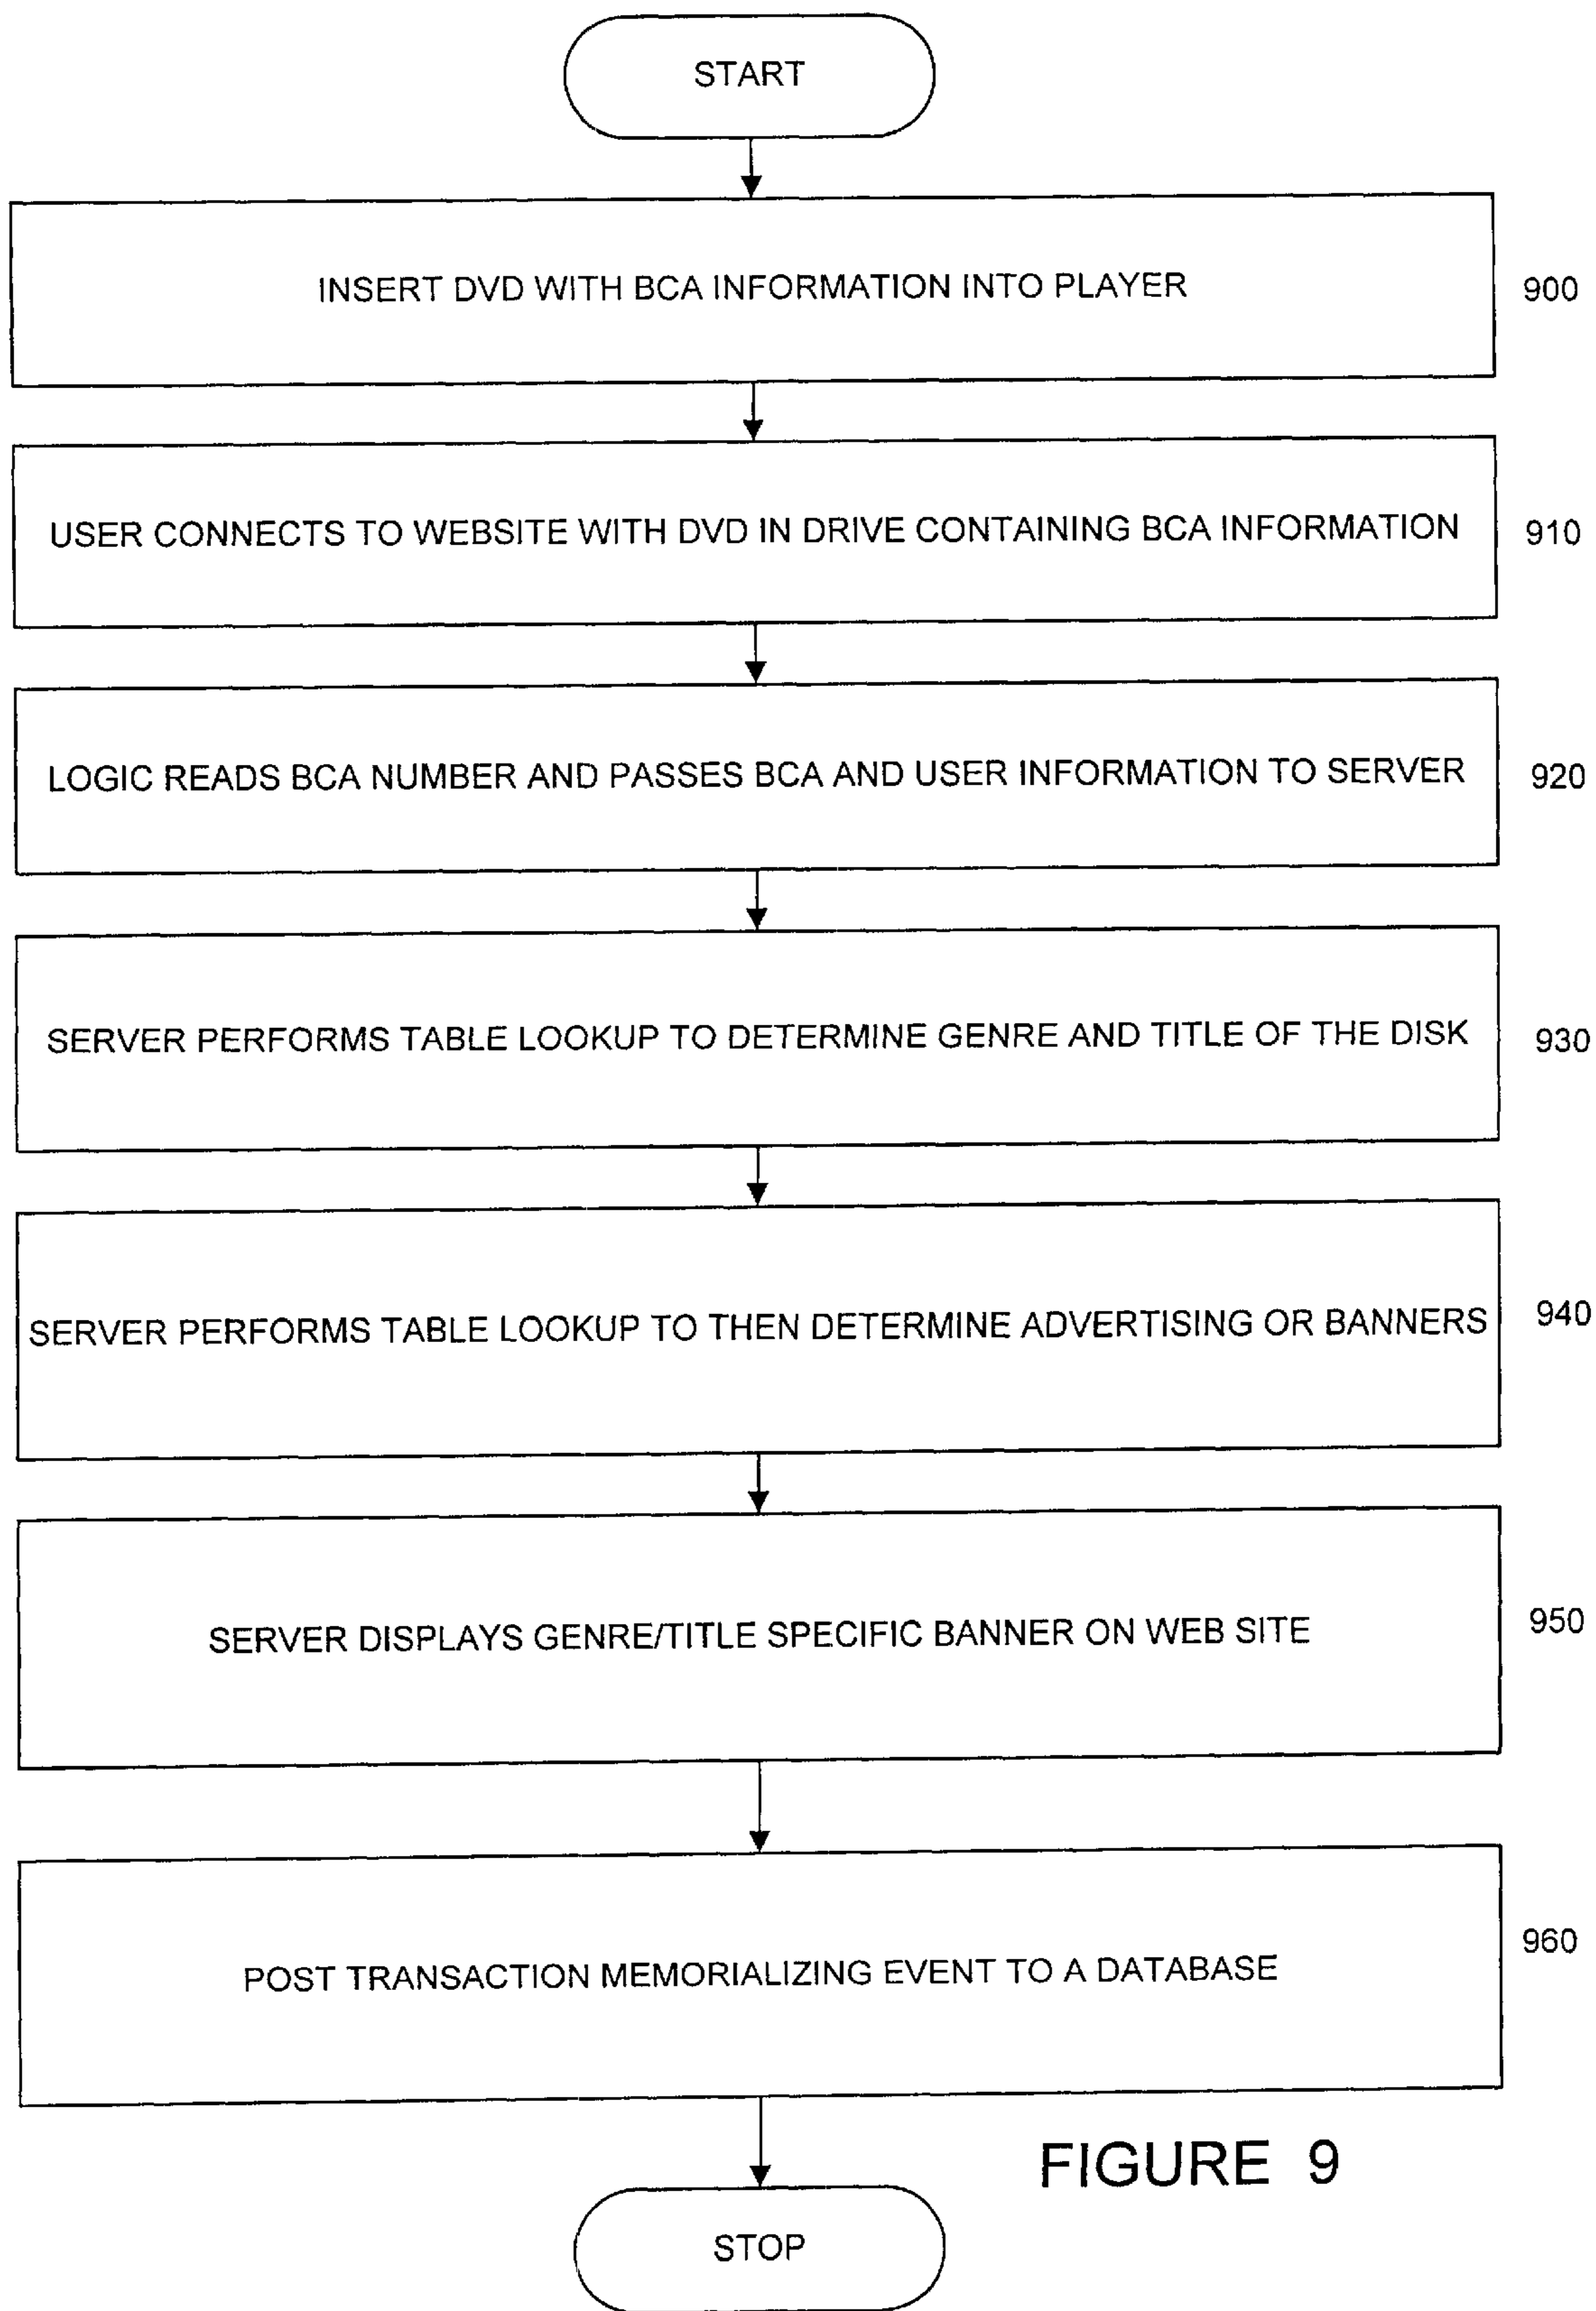 START
INSERT DVD WITH BCA INFORMATION INTO PLAYER
900
USER CONNECTS TO WEBSITE WITH DVD IN DRIVE CONTAINING BCA INFORMATION
910
LOGIC READS BCA NUMBER AND PASSES BCA AND USER INFORMATION TO SERVER
920
SERVER PERFORMS TABLE LOOKUP TO DETERMINE GENRE AND TITLE OF THE DISK
930
SERVER PERFORMS TABLE LOOKUP TO THEN DETERMINE ADVERTISING OR BANNERS
940
SERVER DISPLAYS GENRE/TITLE SPECIFIC BANNER ON WEB SITE
950
POST TRANSACTION MEMORIALIZING EVENT TO A DATABASE
960
FIGURE 9
STOP